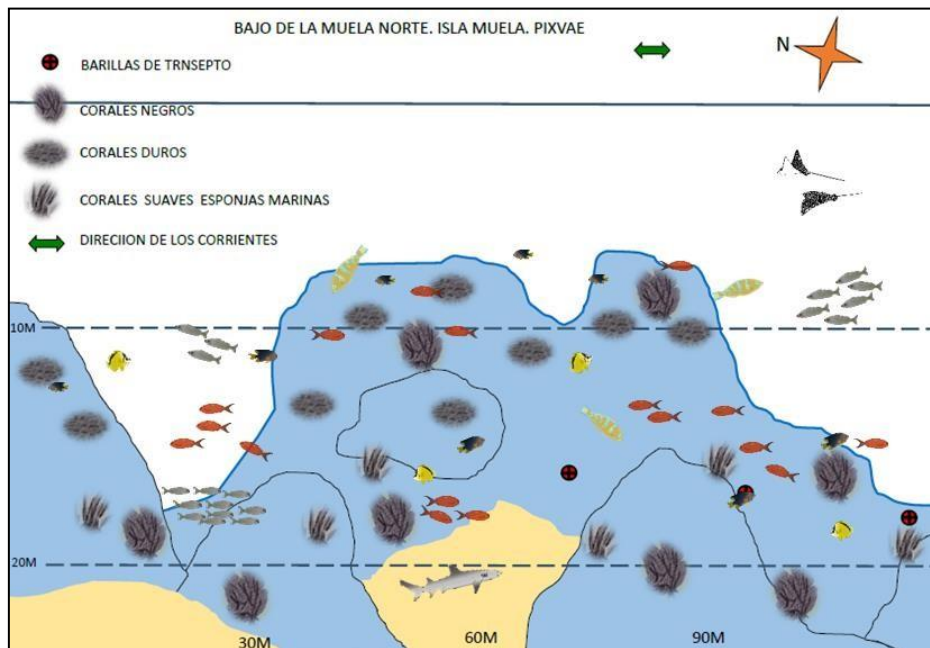 BAJO DE LA MUELA NORTE. ISLA MUELA. PIXVAE
N
BARILLAS DE TRNSEPTO
CORALES NEGROS
CORALES DUROS
CORALES SUAVES ESPONJAS MARINAS
DIRECIION DE LOS CORRIENTES
10M
20M
30M
60M
90M